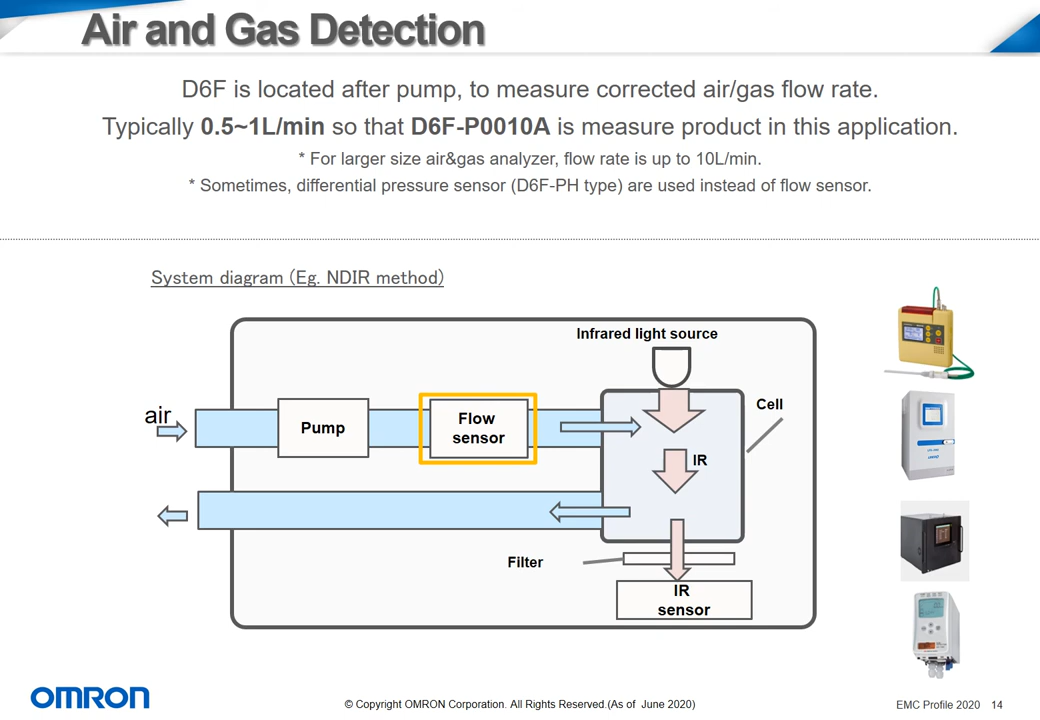 Air and Gas Detection
D6F is located after pump, to measure corrected air/gas flow rate.
Typically 0.5~1L/min so that D6F-P0010A is measure product in this application.
* For larger size air&gas analyzer, flow rate is up to 10L/min.
* Sometimes, differential pressure sensor (D6F-PH type) are used instead of flow sensor.
System diagram (Eg. NDIR method)
Infrared light source
air
Pump
Flow
sensor
Cell
IR
Filter
IR
sensor
OMRON
© Copyright OMRON Corporation. All Rights Reserved.(As of June 2020)
EMC Profile 2020 14